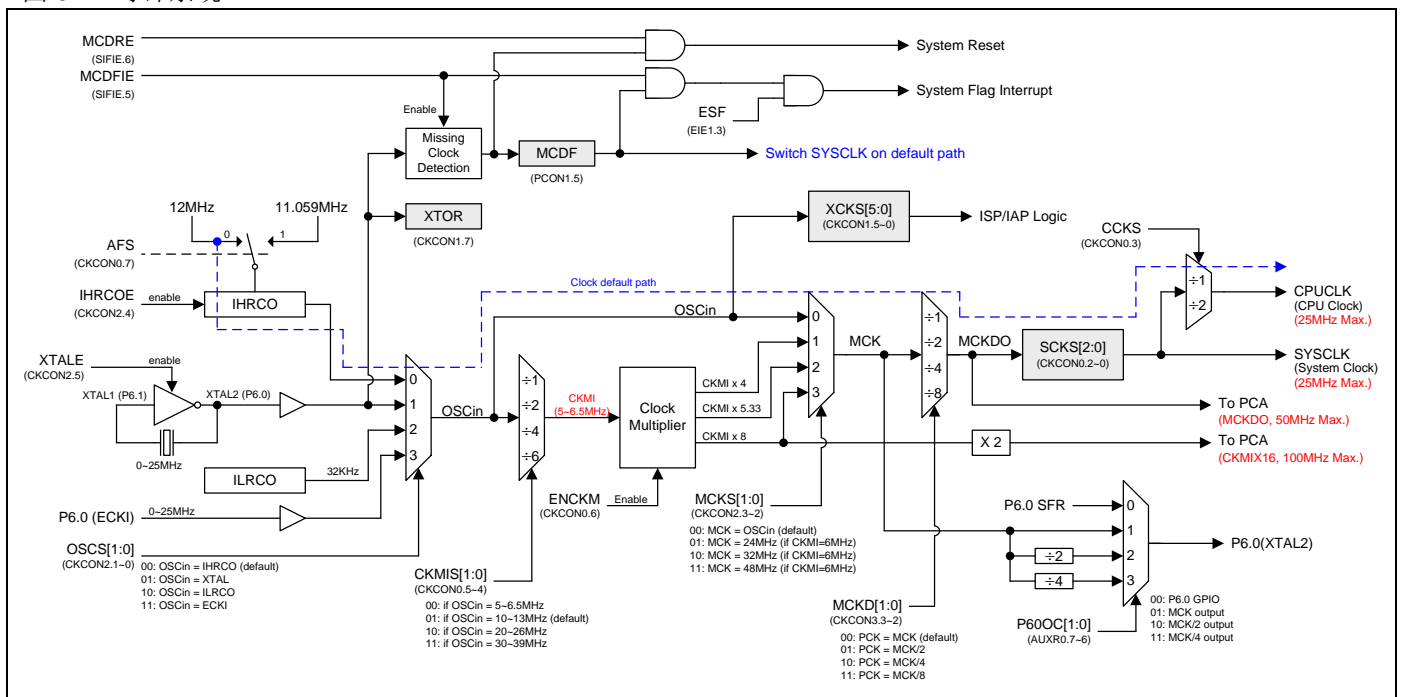 MCDRE
(SIFIE.6)
MCDFIE
(SIFIE.5)
System Reset
System Flag Interrupt
ESF
(EIE1.3)
Enable
Missing
Clock
Detection
MCDF
(PCON1.5)
Switch SYSCLK on default path
XTOR
(CKCON1.7)
XCKS[5:0]
(CKCON1.5~0)
ISP/IAP Logic
12MHz
11.059MHz
0
1
AFS
(CKCON0.7)
IHRCOE
(CKCON2.4)
enable
IHRCO
Clock default path
CCKS
(CKCON0.3)
÷1
÷2
CPUCLK
(CPU Clock)
(25MHz Max.)
XTALE
(CKCON2.5)
enable
XTAL1 (P6.1)
XTAL2 (P6.0)
0~25MHz
ILRCO
32KHz
P6.0 (ECKI)
0~25MHz
0
1
2
3
OSCin
OSCS[1:0]
(CKCON2.1~0)
00: OSCin = IHRCO (default)
01: OSCin = XTAL
10: OSCin = ILRCO
11: OSCin = ECKI
÷1
÷2
÷4
÷6
CKMI
(5~6.5MHz)
CKMIS[1:0]
(CKCON0.5~4)
00: if OSCin = 5~6.5MHz
01: if OSCin = 10~13MHz (default)
10: if OSCin = 20~26MHz
11: if OSCin = 30~39MHz
Clock
Multiplier
ENCKM
(CKCON0.6)
Enable
OSCin
CKMI x 4
CKMI x 5.33
CKMI x 8
0
1
2
3
MCK
MCKS[1:0]
(CKCON2.3~2)
00: MCK = OSCin (default)
01: MCK = 24MHz (if CKMI=6MHz)
10: MCK = 32MHz (if CKMI=6MHz)
11: MCK = 48MHz (if CKMI=6MHz)
÷1
÷2
÷4
÷8
MCKDO
MCKD[1:0]
(CKCON3.3~2)
00: PCK = MCK (default)
01: PCK = MCK/2
10: PCK = MCK/4
11: PCK = MCK/8
SCKS[2:0]
(CKCON0.2~0)
SYSCLK
(System Clock)
(25MHz Max.)
To PCA
(MCKDO, 50MHz Max.)
X 2
To PCA
(CKMIX16, 100MHz Max.)
P6.0 SFR
÷2
÷4
0
1
2
3
P6.0(XTAL2)
P60OC[1:0]
(AUXR0.7~6)
00: P6.0 GPIO
01: MCK output
10: MCK/2 output
11: MCK/4 output